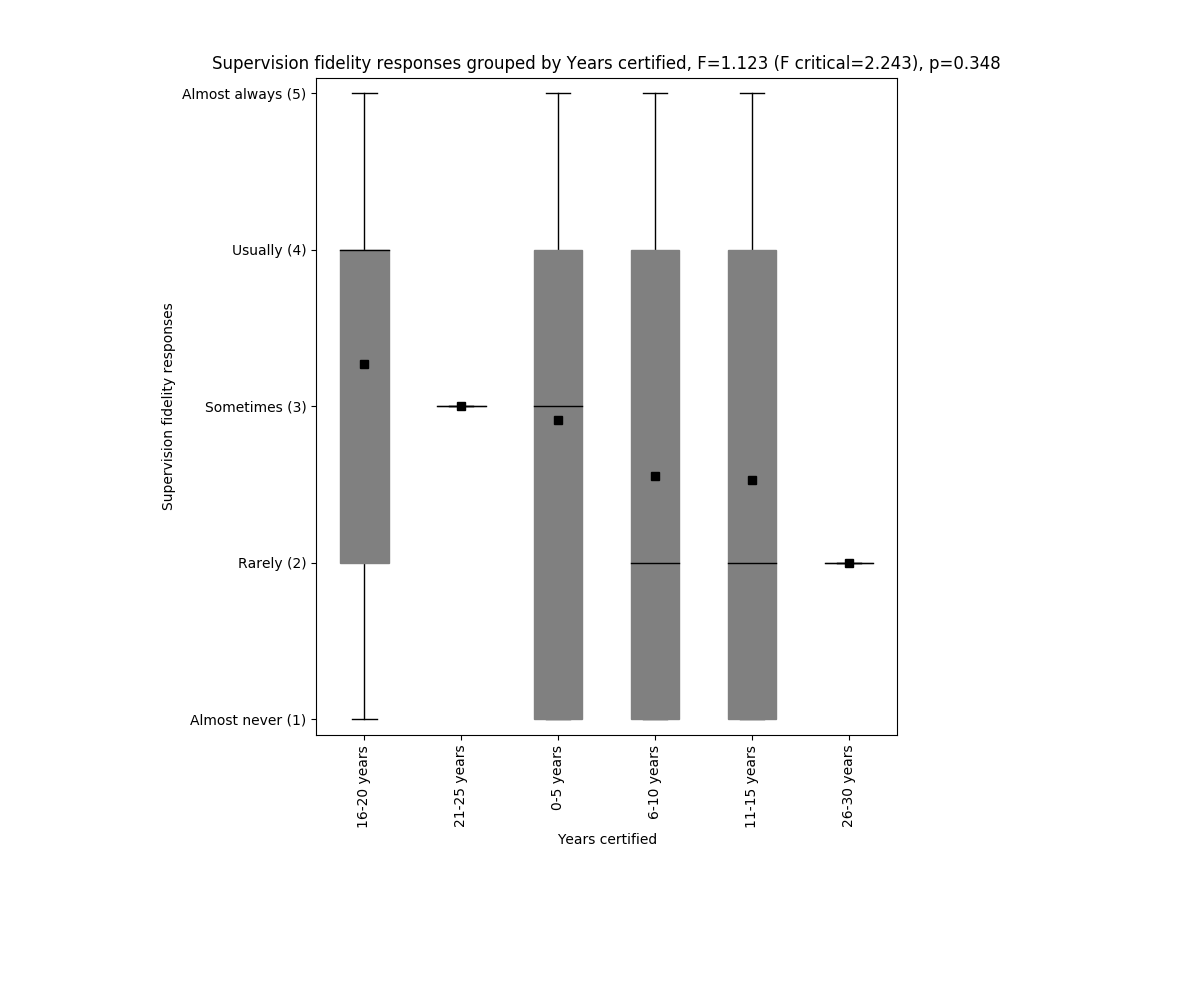 Supervision fidelity responses grouped by Years certified, F=1.123 (F critical=2.243), p=0.348
Almost always (5)
Usually (4)
Sometimes (3)
Rarely (2)
Almost never (1)
Supervision fidelity responses
16-20 years
21-25 years
0-5 years
6-10 years
11-15 years
26-30 years
Years certified